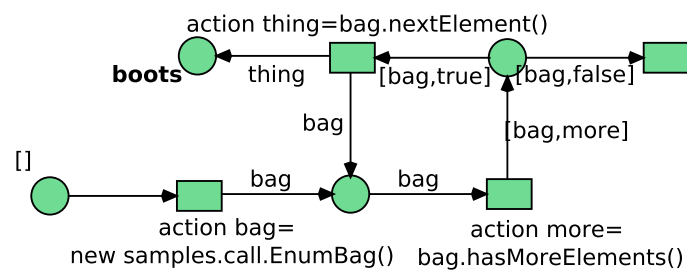 action thing=bag.nextElement()
boots
thing
[bag,true]
[bag,false]
bag
[bag,more]
[]
bag
bag
action bag=
new samples.call.EnumBag()
action more=
bag.hasMoreElements()